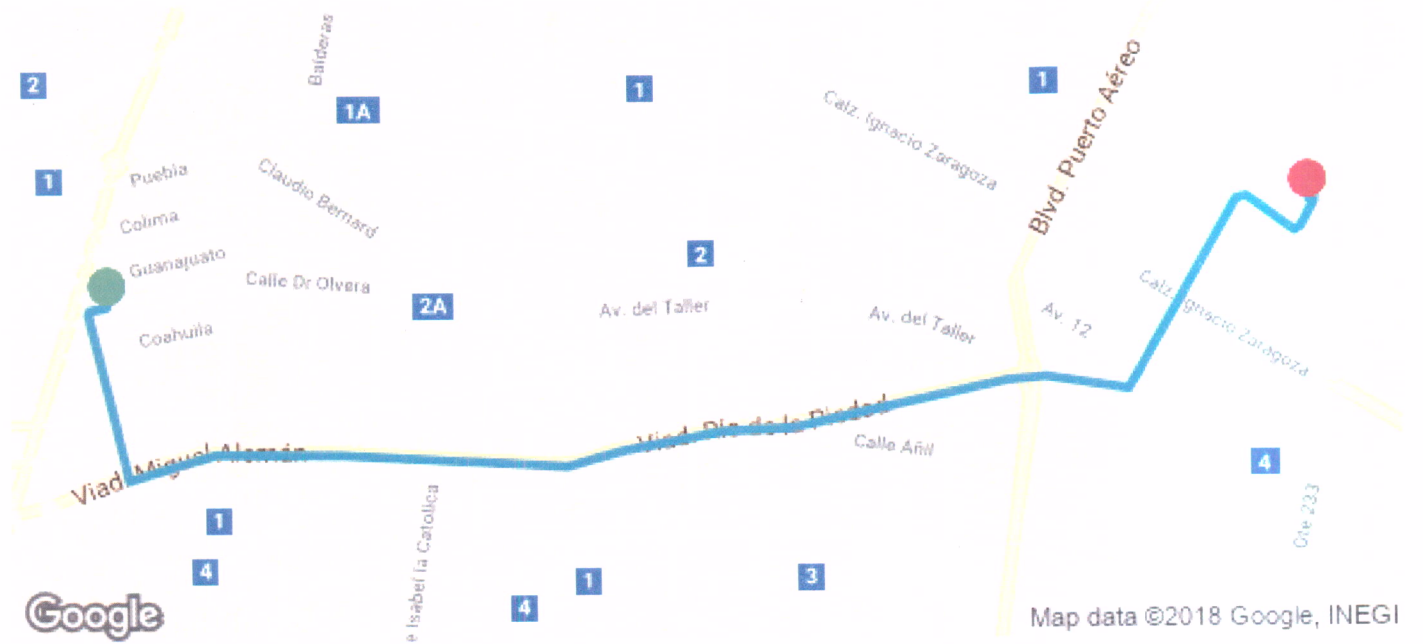 Balderas
2
1A
1
1
Calz. Ignacio Zaragoza
Blvd. Puerto Aéreo
1
Puebla
Claudio Bernard
Colima
Guanajuato
Calle Dr Olvera
2A
2
Av. del Taller
Av. del Taller
Av. 12
Calz. Ignacio Zaragoza
Coahuila
Viad. Miguel Alemán
Viad. Río de la Piedad
Calle Añil
4
Gte 233
1
4
e Isabel la Catolica
4
1
3
Google
Map data ©2018 Google, INEGI